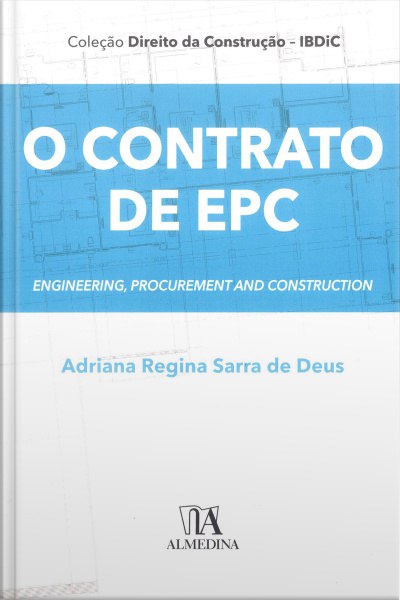 Coleção Direito da Construção – IBDiC
O CONTRATO
DE EPC
ENGINEERING, PROCUREMENT AND CONSTRUCTION
Adriana Regina Sarra de Deus
ALMEDINA